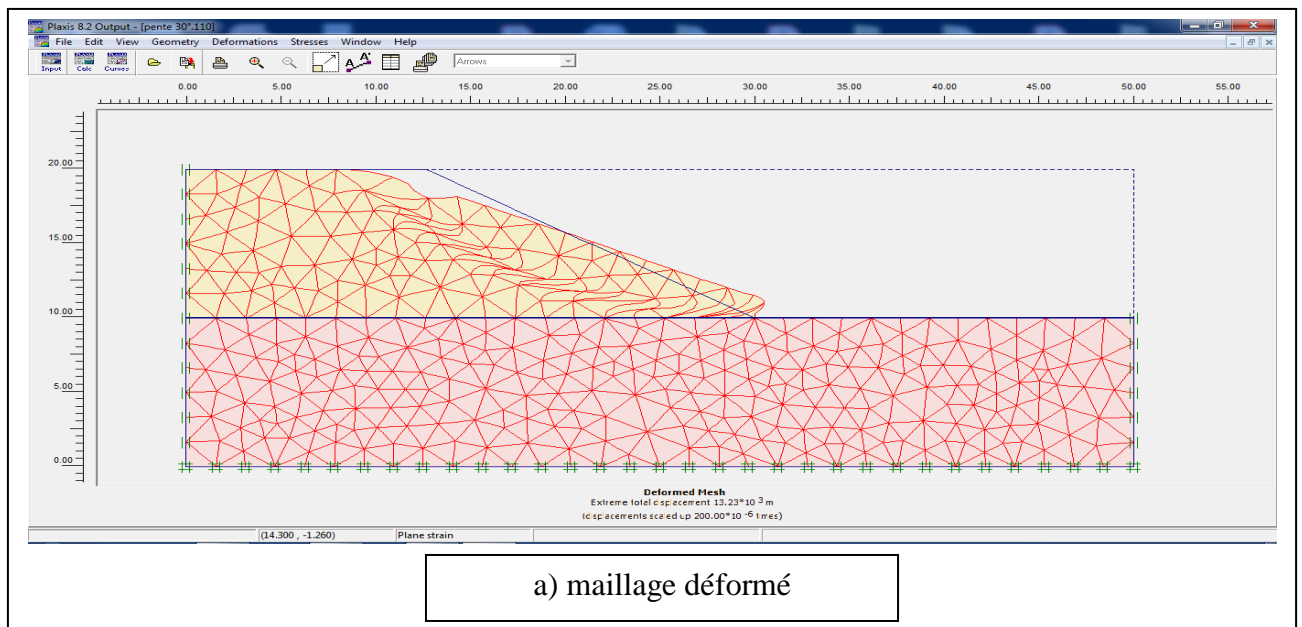 Plaxis 8.2 Output - [pente 30°.110]
File Edit View Geometry Deformations Stresses Window Help
Input Calc Curves Arrows
0.00 5.00 10.00 15.00 20.00 25.00 30.00 35.00 40.00 45.00 50.00 55.00
20.00
15.00
10.00
5.00
0.00
Deformed Mesh
Extreme total displacement 13.23*10 3 m
(displacements scaled up 200.00*10 -6 times)
(14.300 , -1.260) Plane strain
a) maillage déformé